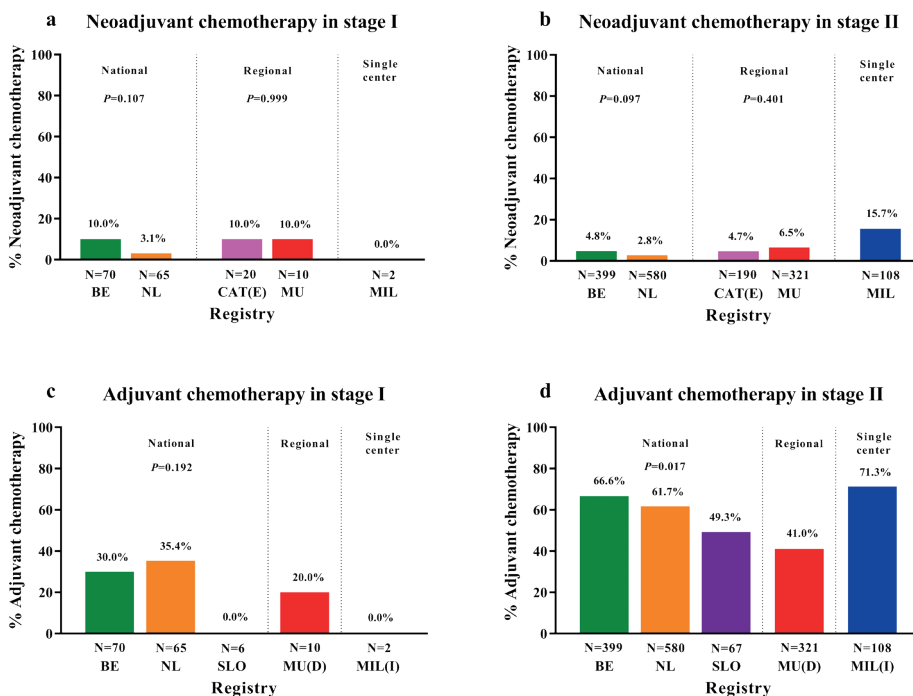 a Neoadjuvant chemotherapy in stage I
% Neoadjuvant chemotherapy
100
80
60
40
20
0
National Regional Single center
P=0.107 P=0.999
10.0% 3.1% 10.0% 10.0% 0.0%
N=70 N=65 N=20 N=10 N=2
BE NL CAT(E) MU MIL
Registry
b Neoadjuvant chemotherapy in stage II
% Neoadjuvant chemotherapy
100
80
60
40
20
0
National Regional Single center
P=0.097 P=0.401
4.8% 2.8% 4.7% 6.5% 15.7%
N=399 N=580 N=190 N=321 N=108
BE NL CAT(E) MU MIL
Registry
c Adjuvant chemotherapy in stage I
% Adjuvant chemotherapy
100
80
60
40
20
0
National Regional Single center
P=0.192
30.0% 35.4% 0.0% 20.0% 0.0%
N=70 N=65 N=6 N=10 N=2
BE NL SLO MU(D) MIL(I)
Registry
d Adjuvant chemotherapy in stage II
% Adjuvant chemotherapy
100
80
60
40
20
0
National Regional Single center
P=0.017
66.6% 61.7% 49.3% 41.0% 71.3%
N=399 N=580 N=67 N=321 N=108
BE NL SLO MU(D) MIL(I)
Registry